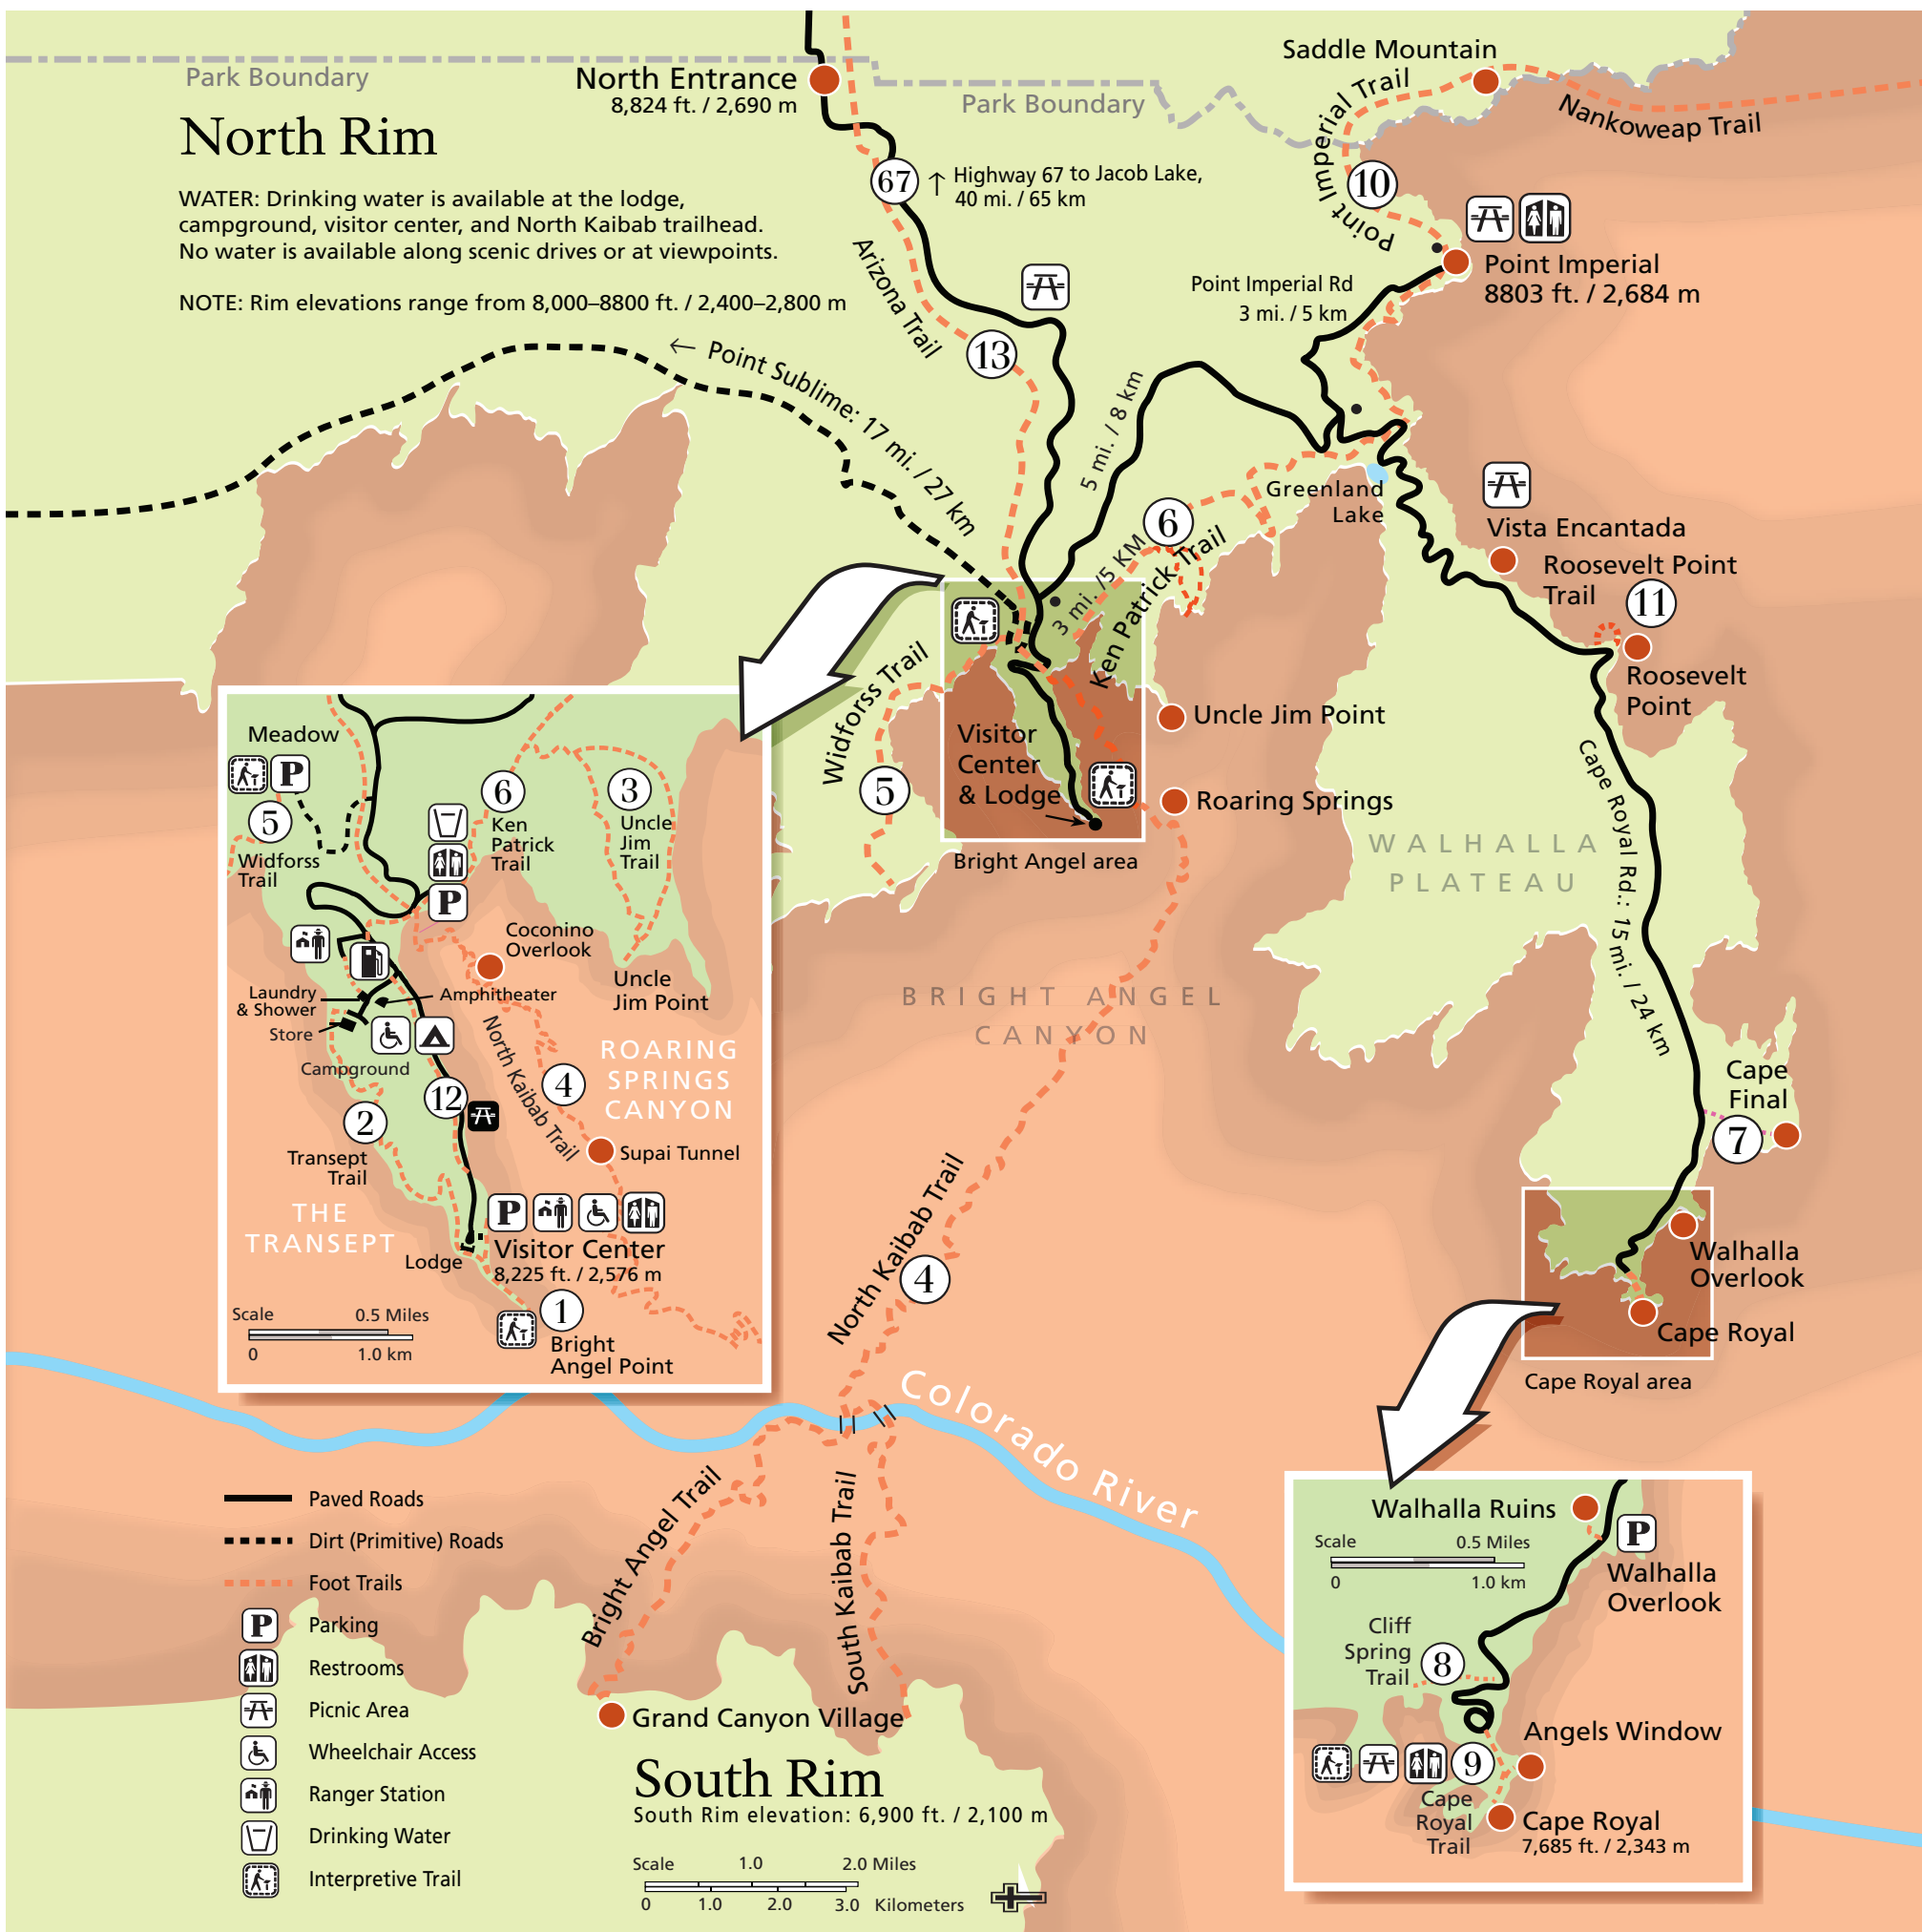 Park Boundary
North Entrance
8,824 ft. / 2,690 m
Park Boundary
Saddle Mountain
Point Imperial Trail
Nankoweap Trail
North Rim
WATER: Drinking water is available at the lodge,
campground, visitor center, and North Kaibab trailhead.
No water is available along scenic drives or at viewpoints.
NOTE: Rim elevations range from 8,000–8800 ft. / 2,400–2,800 m
67
↑ Highway 67 to Jacob Lake,
40 mi. / 65 km
10
Point Imperial
8803 ft. / 2,684 m
Point Imperial Rd
3 mi. / 5 km
Arizona Trail
13
← Point Sublime: 17 mi. / 27 km
5 mi. / 8 km
Greenland
Lake
6
3 mi. /5 KM
Ken Patrick Trail
Vista Encantada
Roosevelt Point
Trail
11
Roosevelt
Point
Widforss Trail
5
Visitor
Center
& Lodge
Uncle Jim Point
Roaring Springs
Bright Angel area
Cape Royal Rd.: 15 mi. / 24 km
WALHALLA
PLATEAU
BRIGHT ANGEL
CANYON
Cape
Final
7
Walhalla
Overlook
Cape Royal
Cape Royal area
North Kaibab Trail
4
Meadow
P
5
Widforss
Trail
6
Ken
Patrick
Trail
3
Uncle
Jim
Trail
P
Coconino
Overlook
Uncle
Jim Point
Laundry
& Shower
Amphitheater
Store
Campground
North Kaibab Trail
4
ROARING
SPRINGS
CANYON
12
2
Transept
Trail
Supai Tunnel
THE
TRANSEPT
P
Lodge
Visitor Center
8,225 ft. / 2,576 m
1
Bright
Angel Point
Scale
0.5 Miles
0
1.0 km
Colorado River
Bright Angel Trail
South Kaibab Trail
Grand Canyon Village
South Rim
South Rim elevation: 6,900 ft. / 2,100 m
Scale
1.0
2.0 Miles
0
1.0
2.0
3.0
Kilometers
Paved Roads
Dirt (Primitive) Roads
Foot Trails
P
Parking
Restrooms
Picnic Area
Wheelchair Access
Ranger Station
Drinking Water
Interpretive Trail
Walhalla Ruins
Scale
0.5 Miles
0
1.0 km
P
Walhalla
Overlook
Cliff
Spring
Trail
8
Angels Window
9
Cape
Royal
Trail
Cape Royal
7,685 ft. / 2,343 m